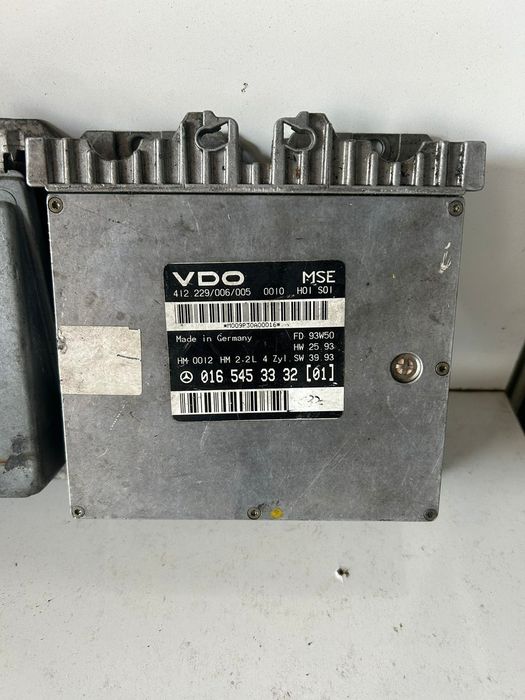 VDO MSE
412 229/006/005 0010 H01 S01
*M009P30A00016*
Made in Germany FD 93W50
HW 25.93
HM 0012 HM 2.2L 4 Zyl. SW 39.93
016 545 33 32 [01]